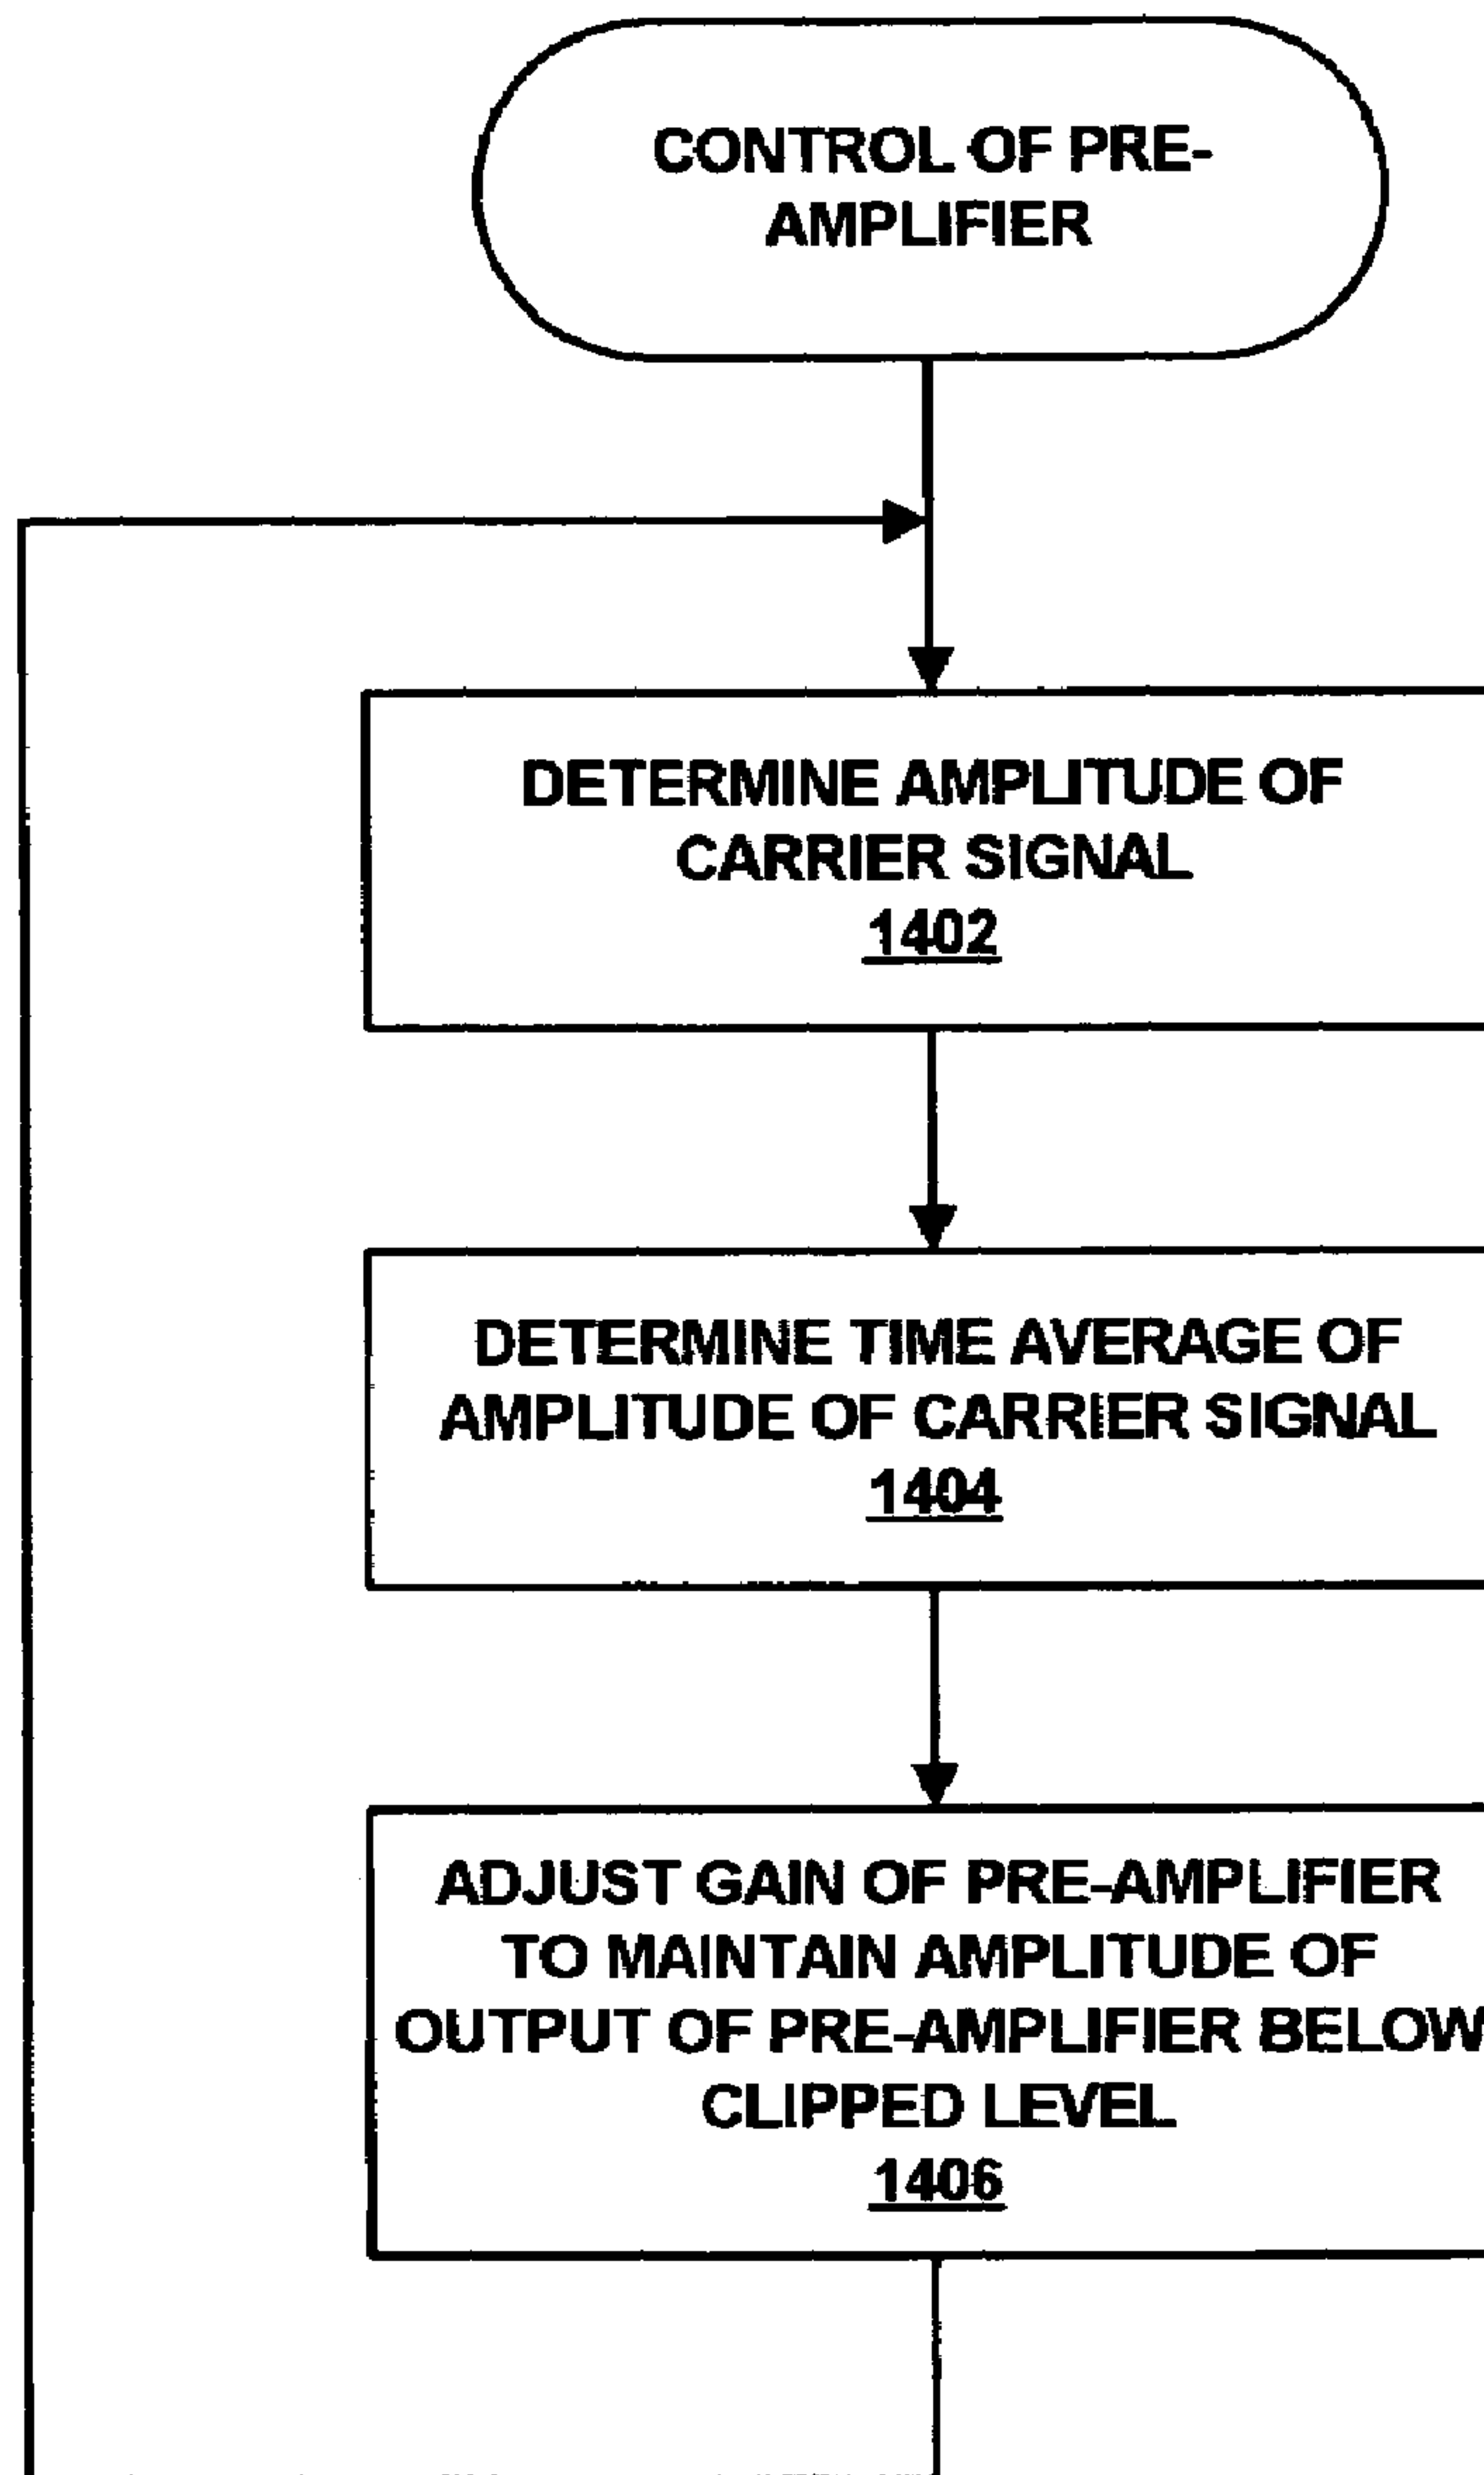 CONTROL OF PRE-
AMPLIFIER
DETERMINE AMPLITUDE OF
CARRIER SIGNAL
1402
DETERMINE TIME AVERAGE OF
AMPLITUDE OF CARRIER SIGNAL
1404
ADJUST GAIN OF PRE-AMPLIFIER
TO MAINTAIN AMPLITUDE OF
OUTPUT OF PRE-AMPLIFIER BELOW
CLIPPED LEVEL
1406